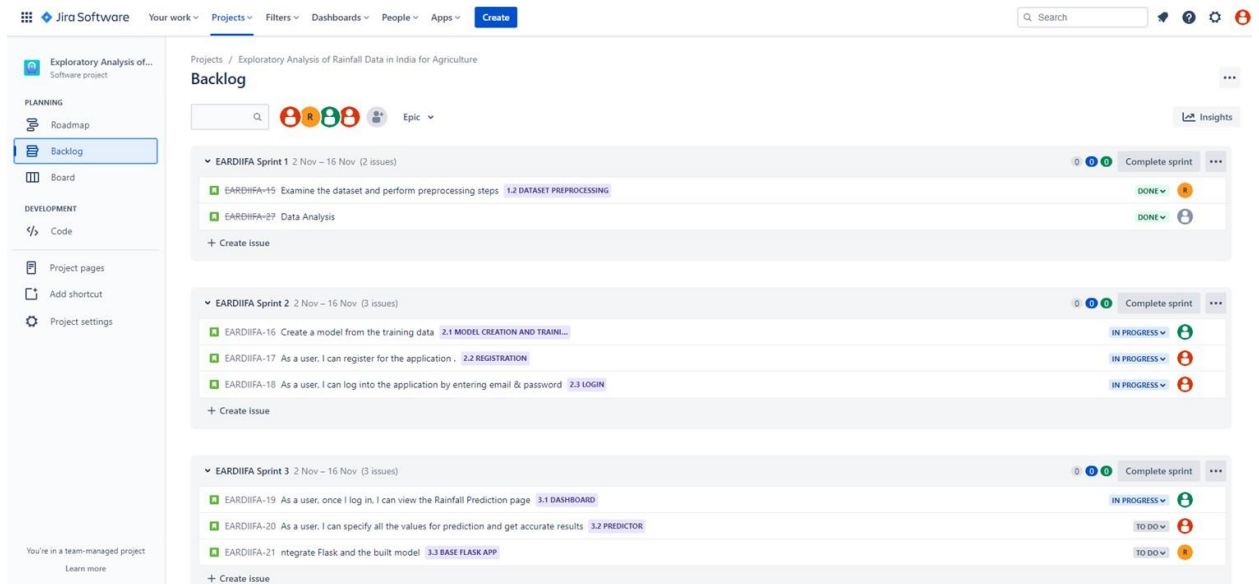 Jira Software Your work Projects Filters Dashboards People Apps Create Search
Exploratory Analysis of...
Software project
PLANNING
Roadmap
Backlog
Board
DEVELOPMENT
Code
Project pages
Add shortcut
Project settings
You're in a team-managed project
Learn more
Projects / Exploratory Analysis of Rainfall Data in India for Agriculture
Backlog
R Epic Insights
EARDIIFA Sprint 1 2 Nov – 16 Nov (2 issues) 0 0 0 Complete sprint
EARDIIFA-15 Examine the dataset and perform preprocessing steps 1.2 DATASET PREPROCESSING DONE R
EARDIIFA-27 Data Analysis DONE
+ Create issue
EARDIIFA Sprint 2 2 Nov – 16 Nov (3 issues) 0 0 0 Complete sprint
EARDIIFA-16 Create a model from the training data 2.1 MODEL CREATION AND TRAINI... IN PROGRESS
EARDIIFA-17 As a user, I can register for the application . 2.2 REGISTRATION IN PROGRESS
EARDIIFA-18 As a user, I can log into the application by entering email & password 2.3 LOGIN IN PROGRESS
+ Create issue
EARDIIFA Sprint 3 2 Nov – 16 Nov (3 issues) 0 0 0 Complete sprint
EARDIIFA-19 As a user, once I log in, I can view the Rainfall Prediction page 3.1 DASHBOARD IN PROGRESS
EARDIIFA-20 As a user, I can specify all the values for prediction and get accurate results 3.2 PREDICTOR TO DO
EARDIIFA-21 ntegrate Flask and the built model 3.3 BASE FLASK APP TO DO R
+ Create issue